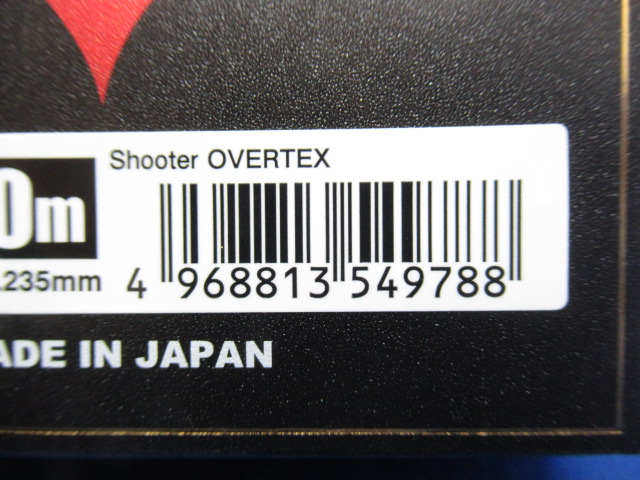 Shooter OVERTEX
0m
.235mm
4 968813 549788
ADE IN JAPAN